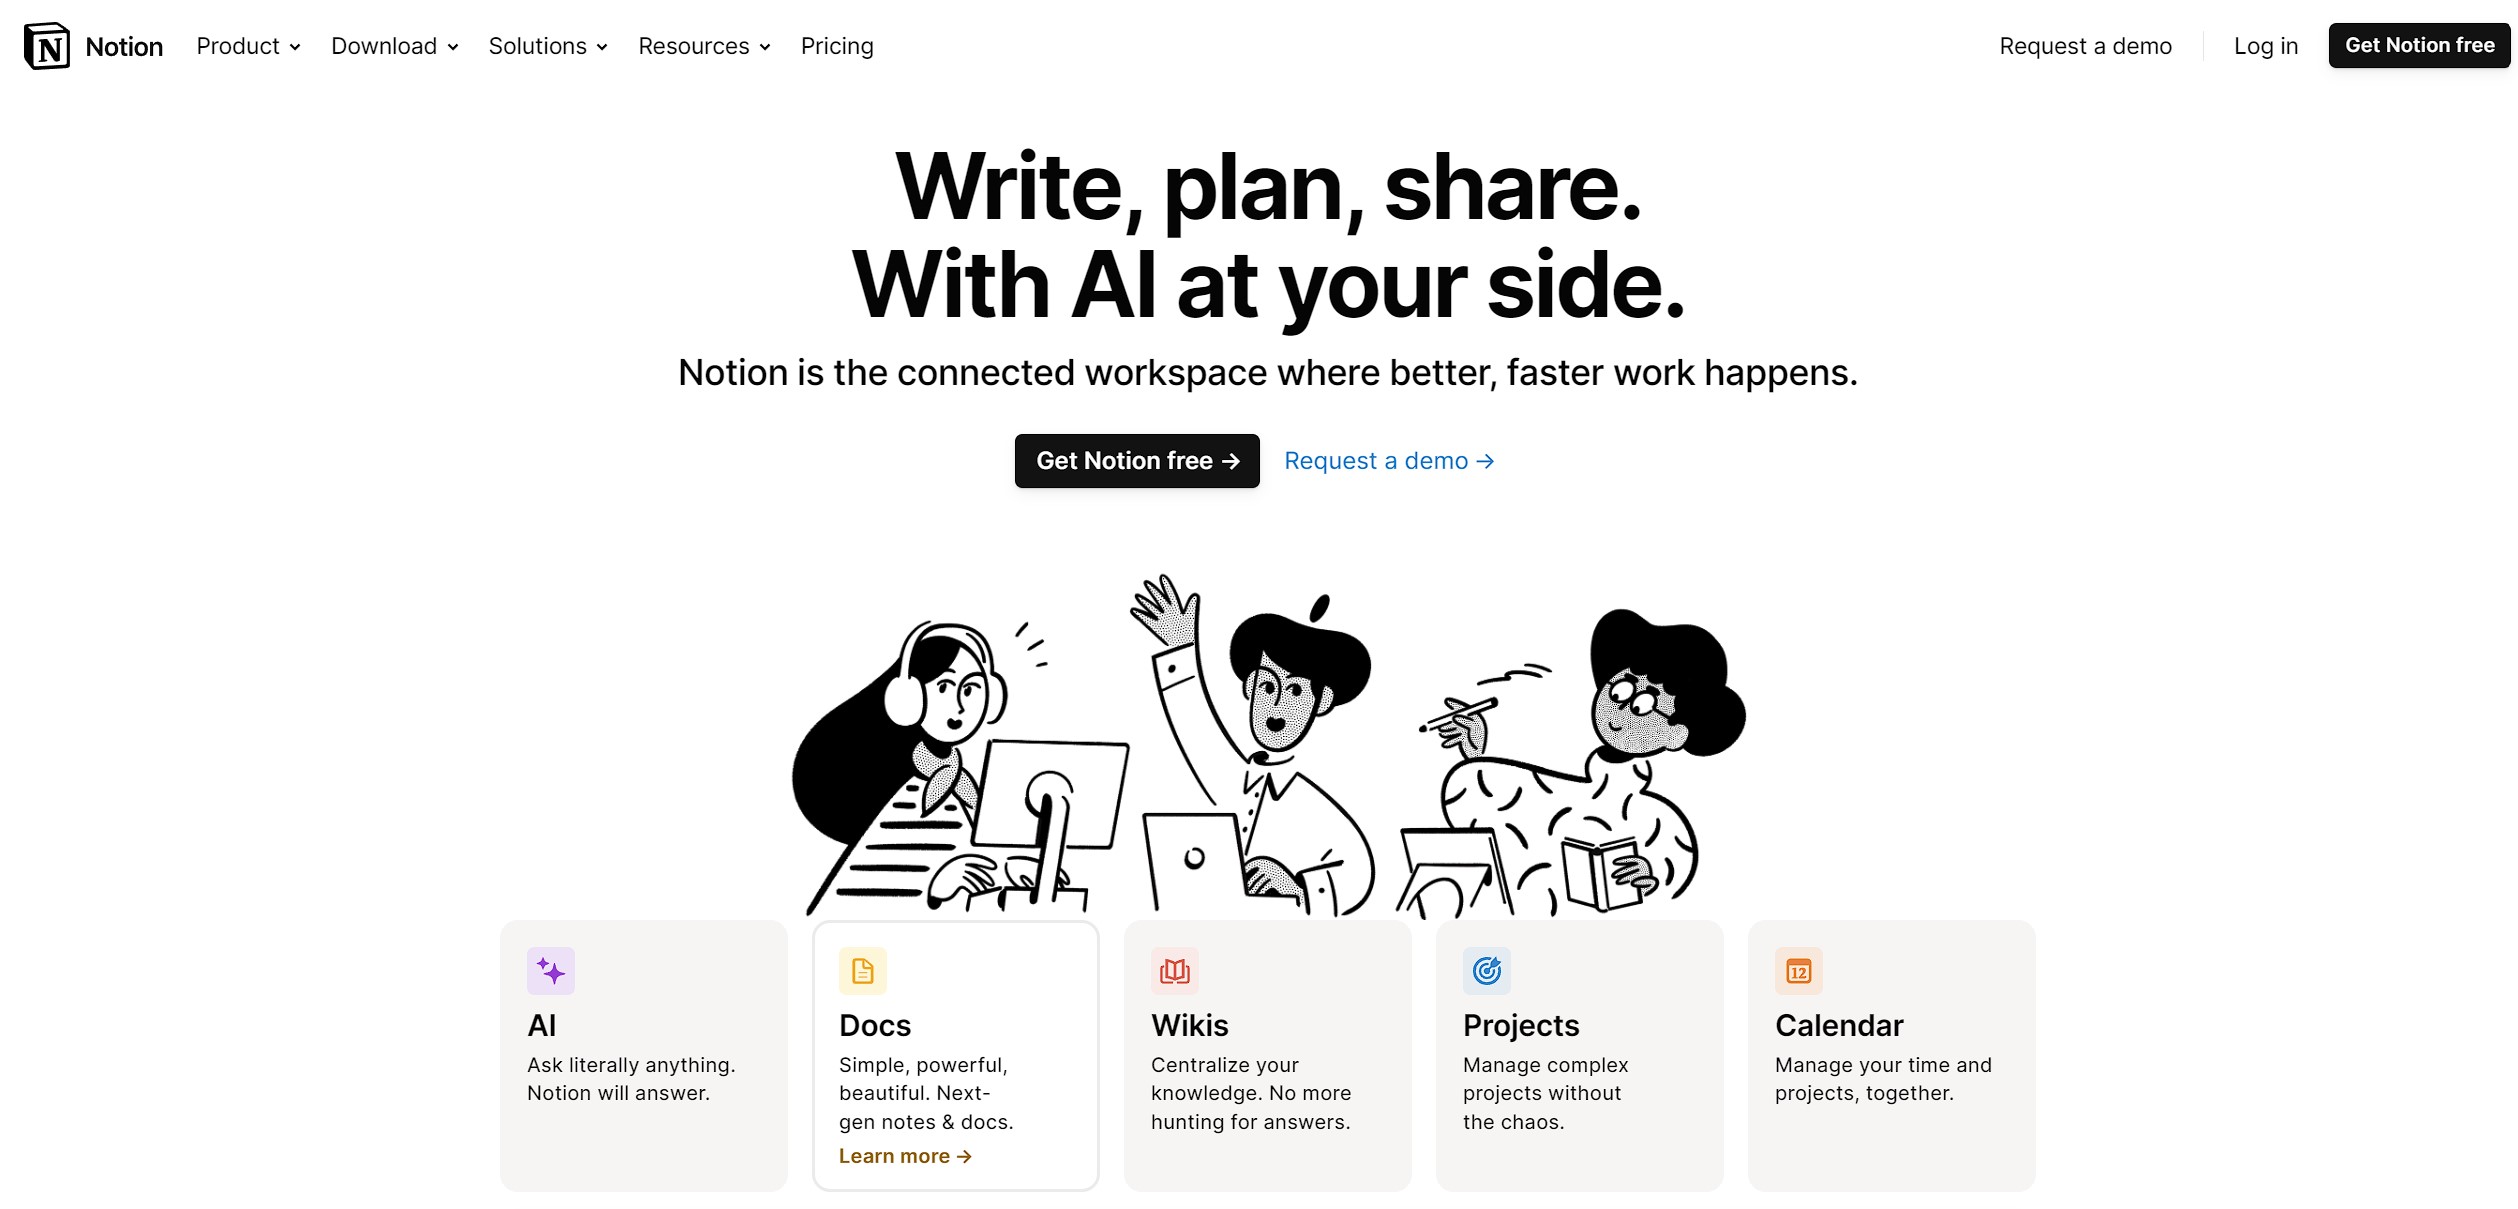 N Notion Product Download Solutions Resources Pricing Request a demo Log in Get Notion free
Write, plan, share.
With AI at your side.
Notion is the connected workspace where better, faster work happens.
Get Notion free → Request a demo →
AI
Ask literally anything.
Notion will answer.
Docs
Simple, powerful,
beautiful. Next-
gen notes & docs.
Learn more →
Wikis
Centralize your
knowledge. No more
hunting for answers.
Projects
Manage complex
projects without
the chaos.
12
Calendar
Manage your time and
projects, together.